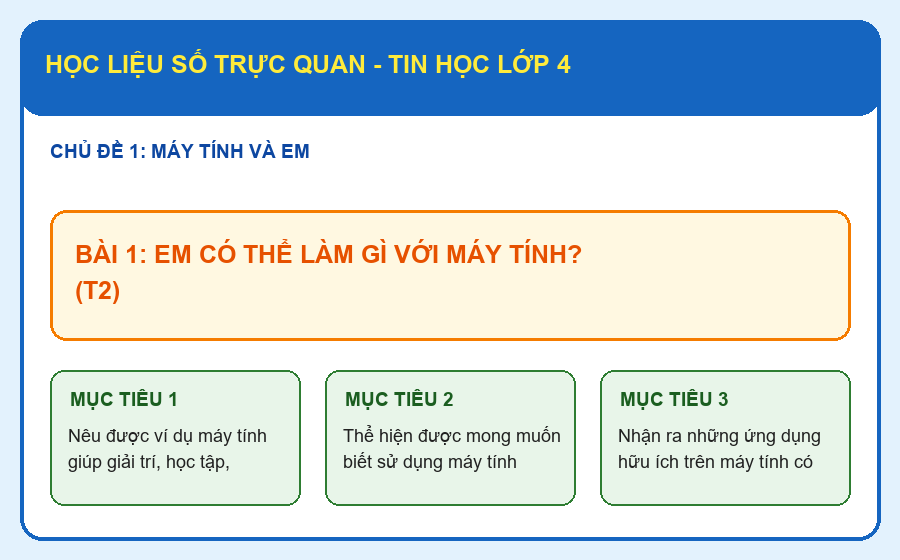 HỌC LIỆU SỐ TRỰC QUAN - TIN HỌC LỚP 4
CHỦ ĐỀ 1: MÁY TÍNH VÀ EM
BÀI 1: EM CÓ THỂ LÀM GÌ VỚI MÁY TÍNH?
(T2)
MỤC TIÊU 1
Nêu được ví dụ máy tính
giúp giải trí, học tập,
MỤC TIÊU 2
Thể hiện được mong muốn
biết sử dụng máy tính
MỤC TIÊU 3
Nhận ra những ứng dụng
hữu ích trên máy tính có